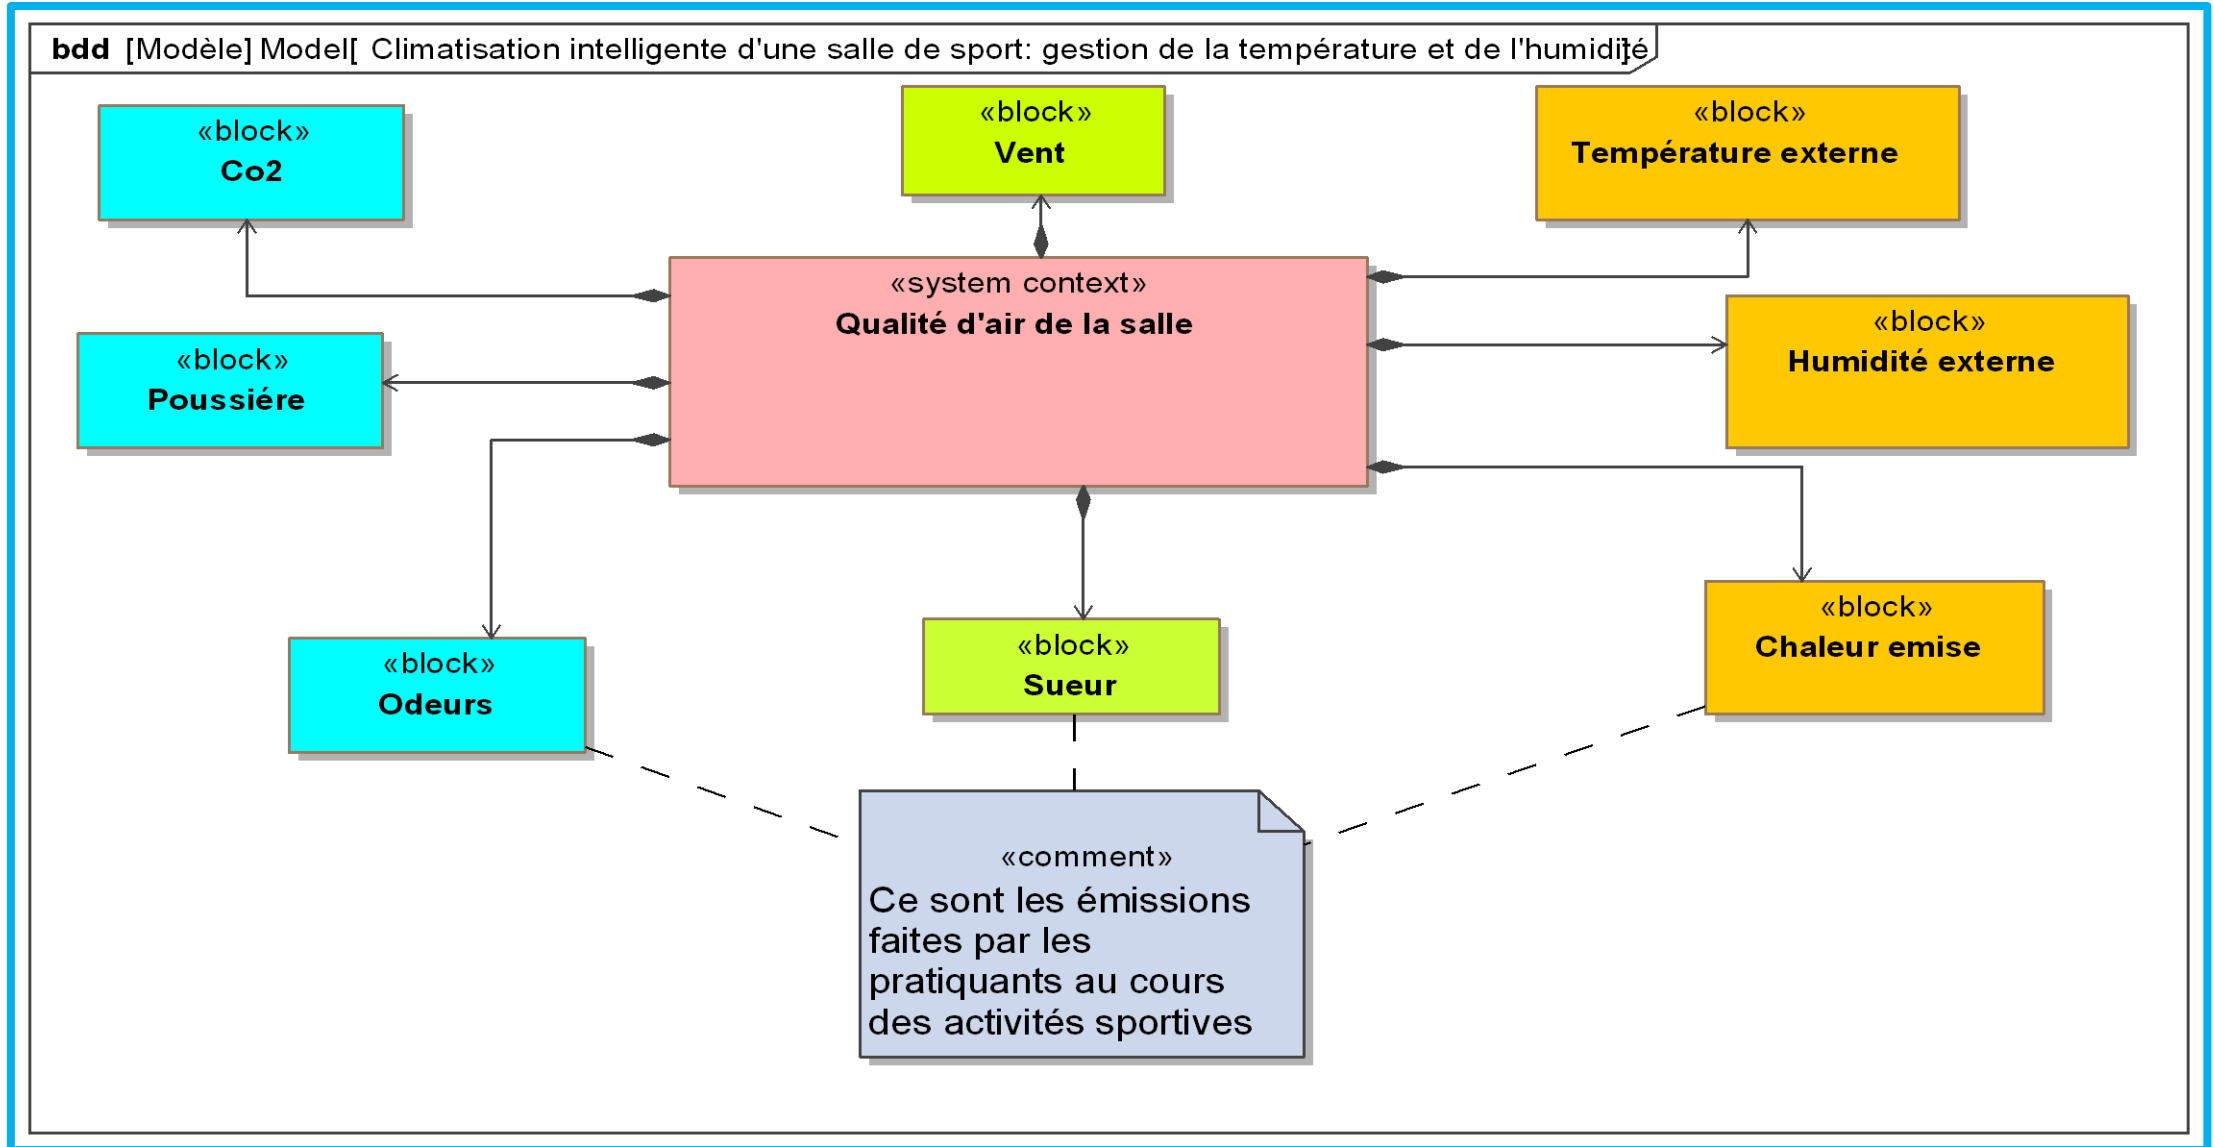 bdd [Modèle] Model[ Climatisation intelligente d'une salle de sport: gestion de la température et de l'humidité]
«block»
Co2
«block»
Vent
«block»
Température externe
«system context»
Qualité d'air de la salle
«block»
Humidité externe
«block»
Poussiére
«block»
Odeurs
«block»
Sueur
«block»
Chaleur emise
«comment»
Ce sont les émissions
faites par les
pratiquants au cours
des activités sportives